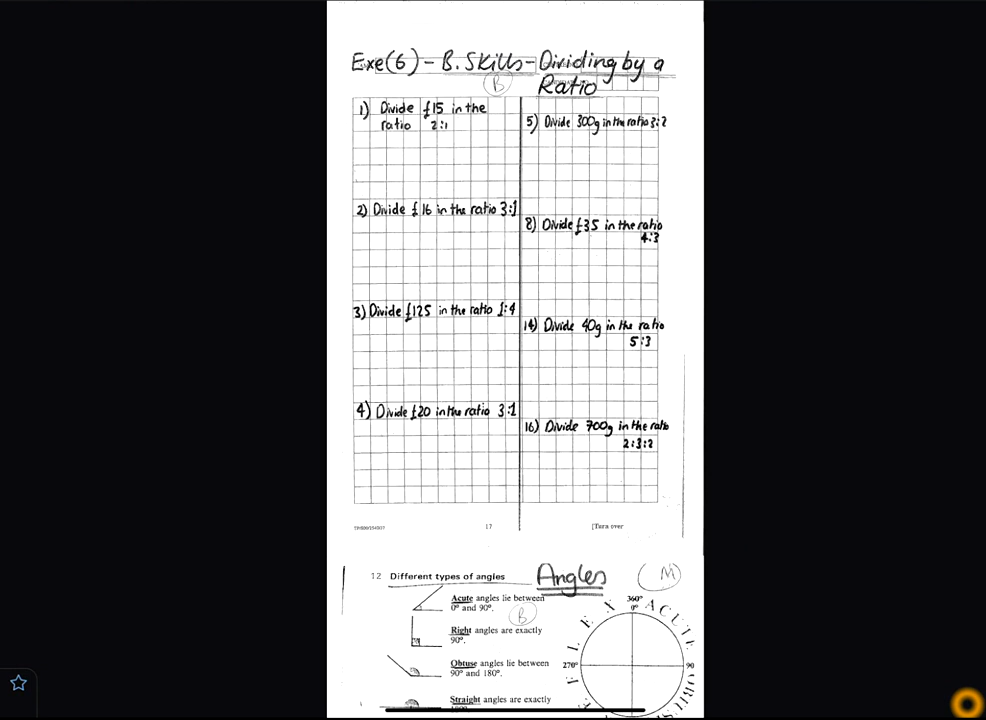 Exe(6) - B. Skills - Dividing by a
Ratio
B
1) Divide £15 in the
ratio 2:1
2) Divide £16 in the ratio 3:1
3) Divide £125 in the ratio 1:4
4) Divide £20 in the ratio 3:1
5) Divide 300g in the ratio 3:2
8) Divide £35 in the ratio
4:3
14) Divide 40g in the ratio
5:3
16) Divide 700g in the ratio
2:3:2
17
[Turn over
12 Different types of angles
Angles
M
Acute angles lie between
0° and 90°.
B
Right angles are exactly
90°.
Obtuse angles lie between
90° and 180°.
Straight angles are exactly
360°
0°
270°
90
ACUTE